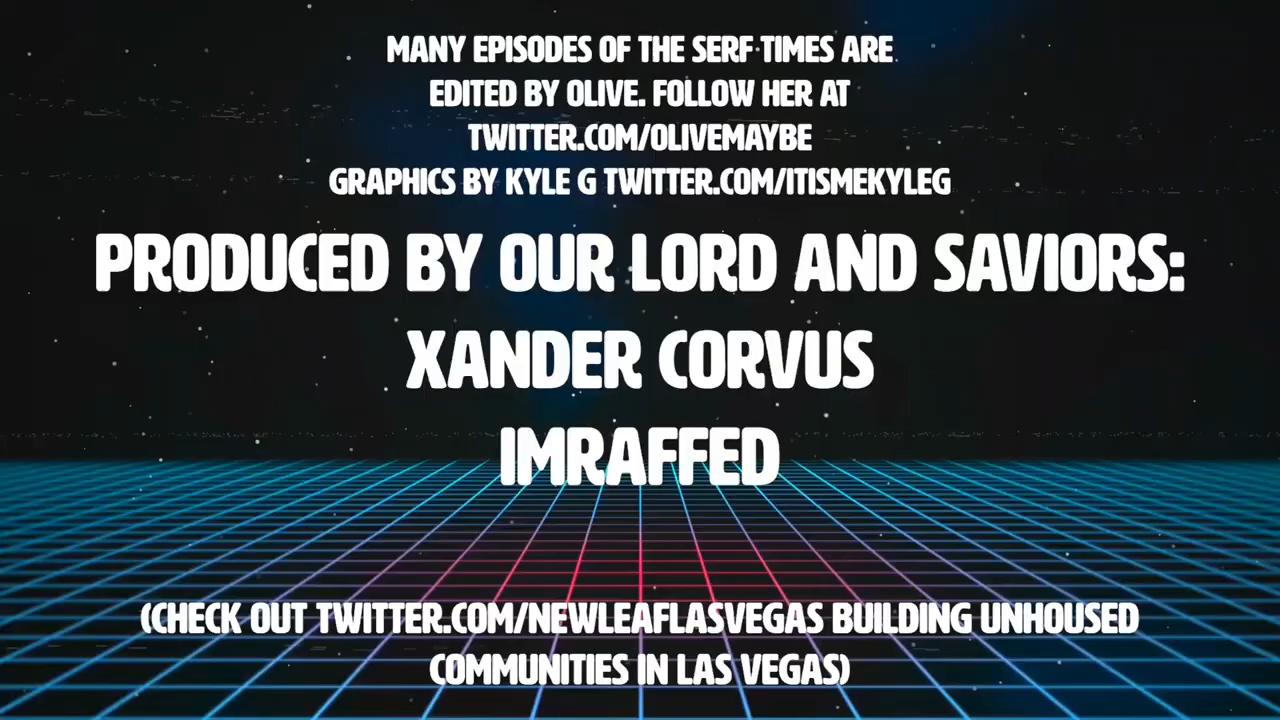 MANY EPISODES OF THE SERF TIMES ARE
EDITED BY OLIVE. FOLLOW HER AT
TWITTER.COM/OLIVEMAYBE
GRAPHICS BY KYLE G TWITTER.COM/ITISMEKYLEG
PRODUCED BY OUR LORD AND SAVIORS:
XANDER CORVUS
IMRAFFED
(CHECK OUT TWITTER.COM/NEWLEAFLASVEGAS BUILDING UNHOUSED
COMMUNITIES IN LAS VEGAS)